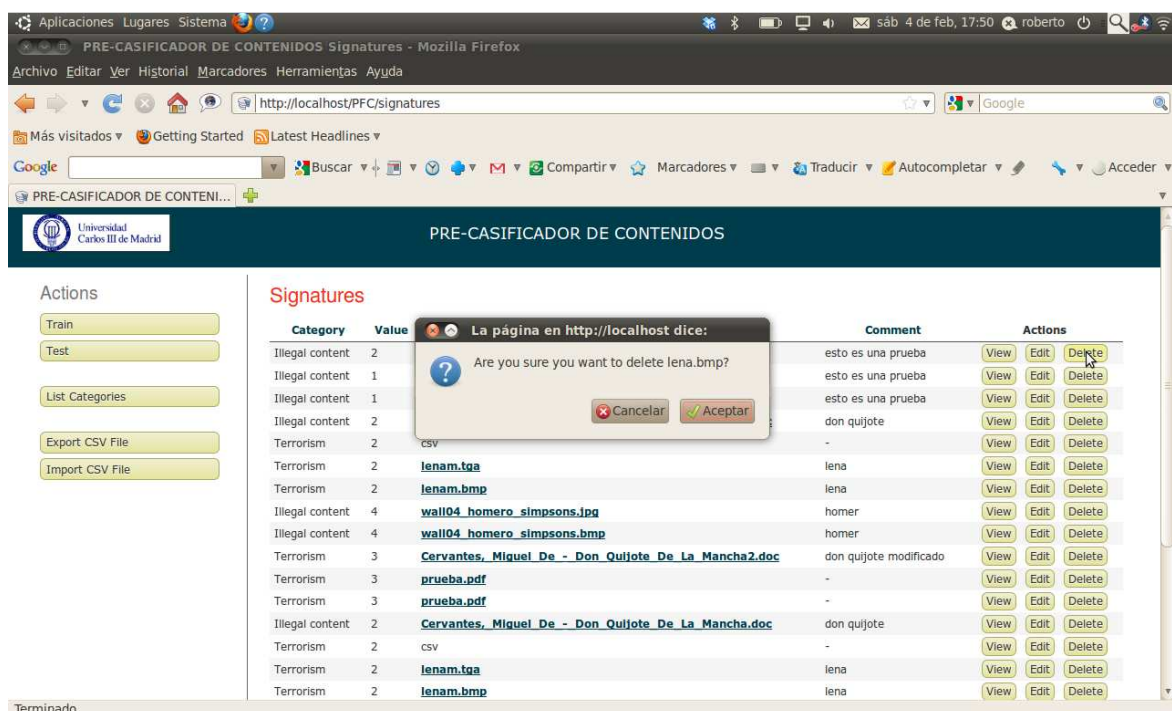 Aplicaciones Lugares Sistema sáb 4 de feb, 17:50 roberto
PRE-CASIFICADOR DE CONTENIDOS Signatures - Mozilla Firefox
Archivo Editar Ver Historial Marcadores Herramientas Ayuda
http://localhost/PFC/signatures Google
Más visitados Getting Started Latest Headlines
Google Buscar Compartir Marcadores Traducir Autocompletar Acceder
PRE-CASIFICADOR DE CONTENI...
Universidad
Carlos III de Madrid
PRE-CASIFICADOR DE CONTENIDOS
Actions
Train
Test
List Categories
Export CSV File
Import CSV File
Signatures
Category Value Comment Actions
Illegal content 2 esto es una prueba View Edit Delete
Illegal content 1 esto es una prueba View Edit Delete
Illegal content 1 esto es una prueba View Edit Delete
Illegal content 2 don quijote View Edit Delete
Terrorism 2 csv - View Edit Delete
Terrorism 2 lenam.tga lena View Edit Delete
Terrorism 2 lenam.bmp lena View Edit Delete
Illegal content 4 wall04_homero_simpsons.jpg homer View Edit Delete
Illegal content 4 wall04_homero_simpsons.bmp homer View Edit Delete
Terrorism 3 Cervantes, Miguel De - Don Quijote De La Mancha2.doc don quijote modificado View Edit Delete
Terrorism 3 prueba.pdf - View Edit Delete
Terrorism 3 prueba.pdf - View Edit Delete
Illegal content 2 Cervantes, Miguel De - Don Quijote De La Mancha.doc don quijote View Edit Delete
Terrorism 2 csv - View Edit Delete
Terrorism 2 lenam.tga lena View Edit Delete
Terrorism 2 lenam.bmp lena View Edit Delete
La página en http://localhost dice:
Are you sure you want to delete lena.bmp?
Cancelar Aceptar
Terminado